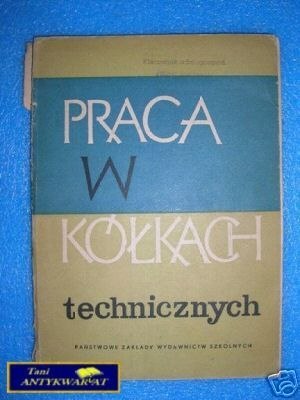 PRACA
W
KÓŁKACH
technicznych
PAŃSTWOWE ZAKŁADY WYDAWNICTW SZKOLNYCH
Tani
ANTYKWARIAT